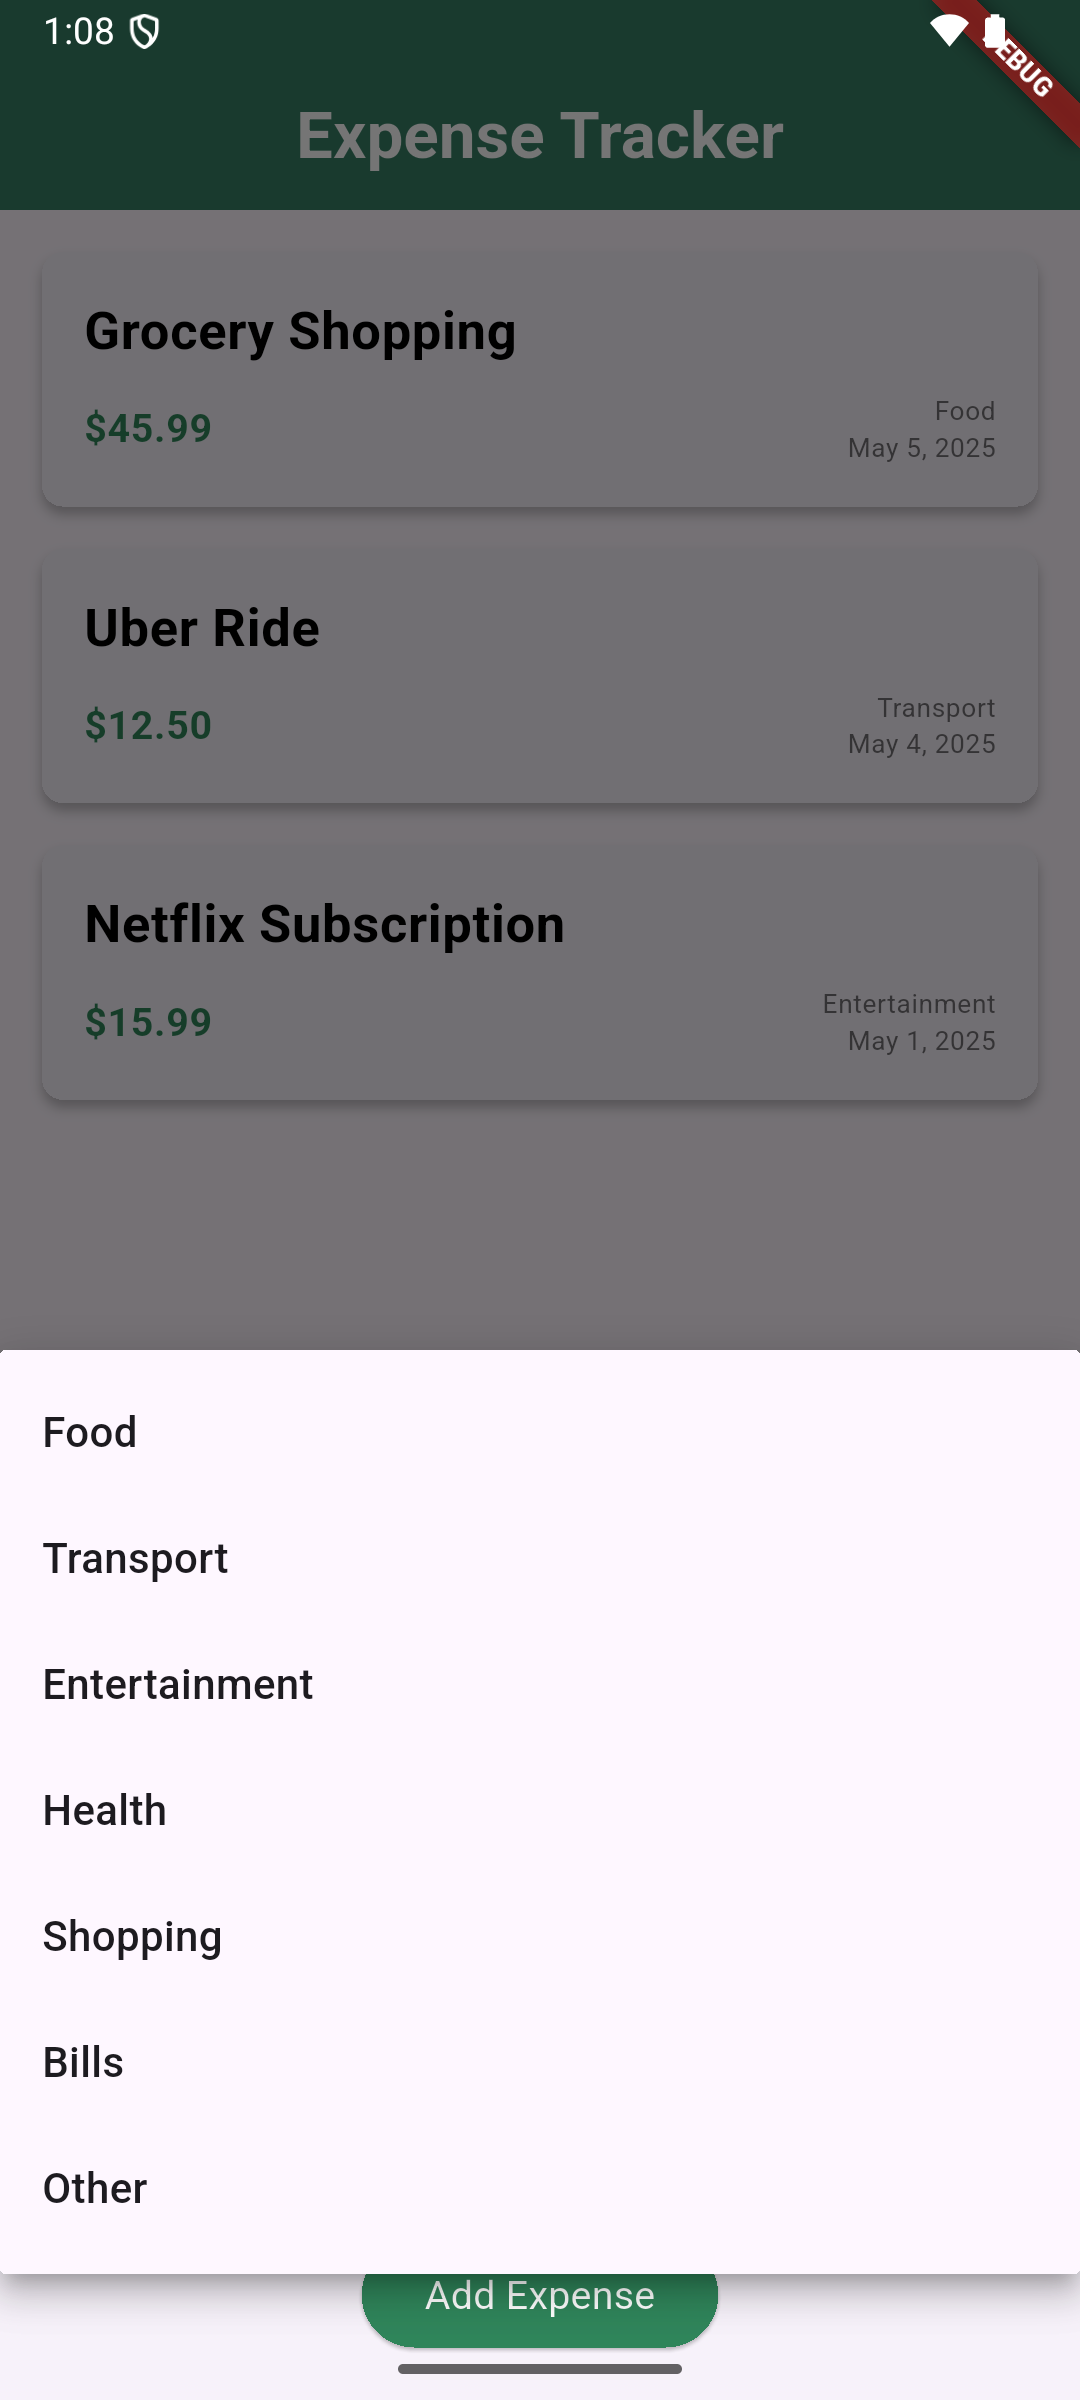 1:08
EBUG
Expense Tracker
Grocery Shopping
$45.99
Food
May 5, 2025
Uber Ride
$12.50
Transport
May 4, 2025
Netflix Subscription
$15.99
Entertainment
May 1, 2025
Food
Transport
Entertainment
Health
Shopping
Bills
Other
Add Expense